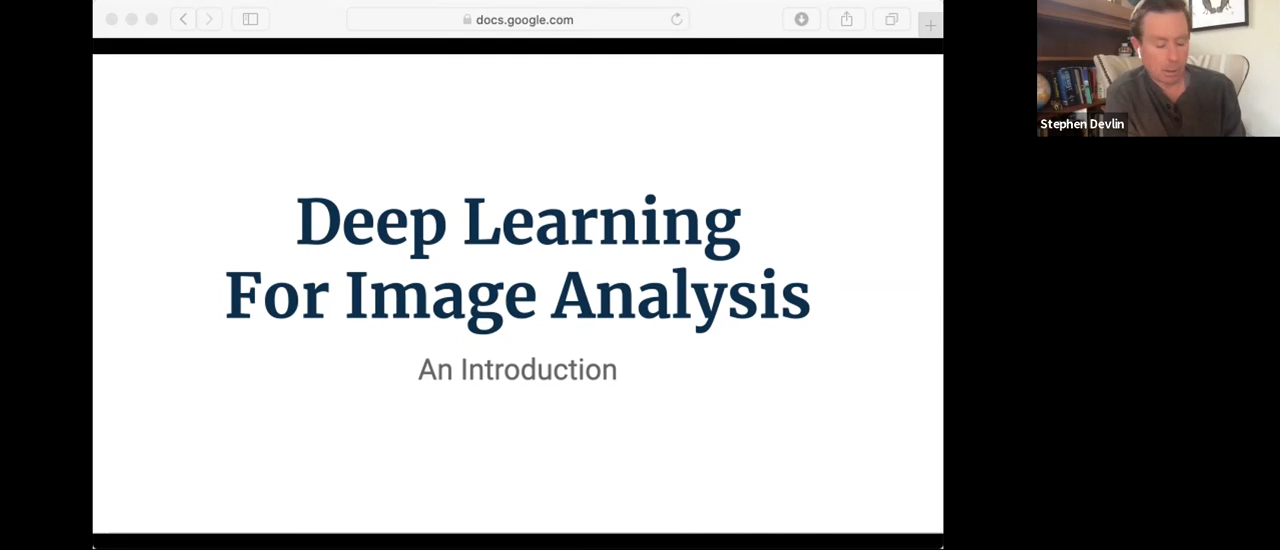 docs.google.com
Deep Learning
For Image Analysis
An Introduction
Stephen Devlin